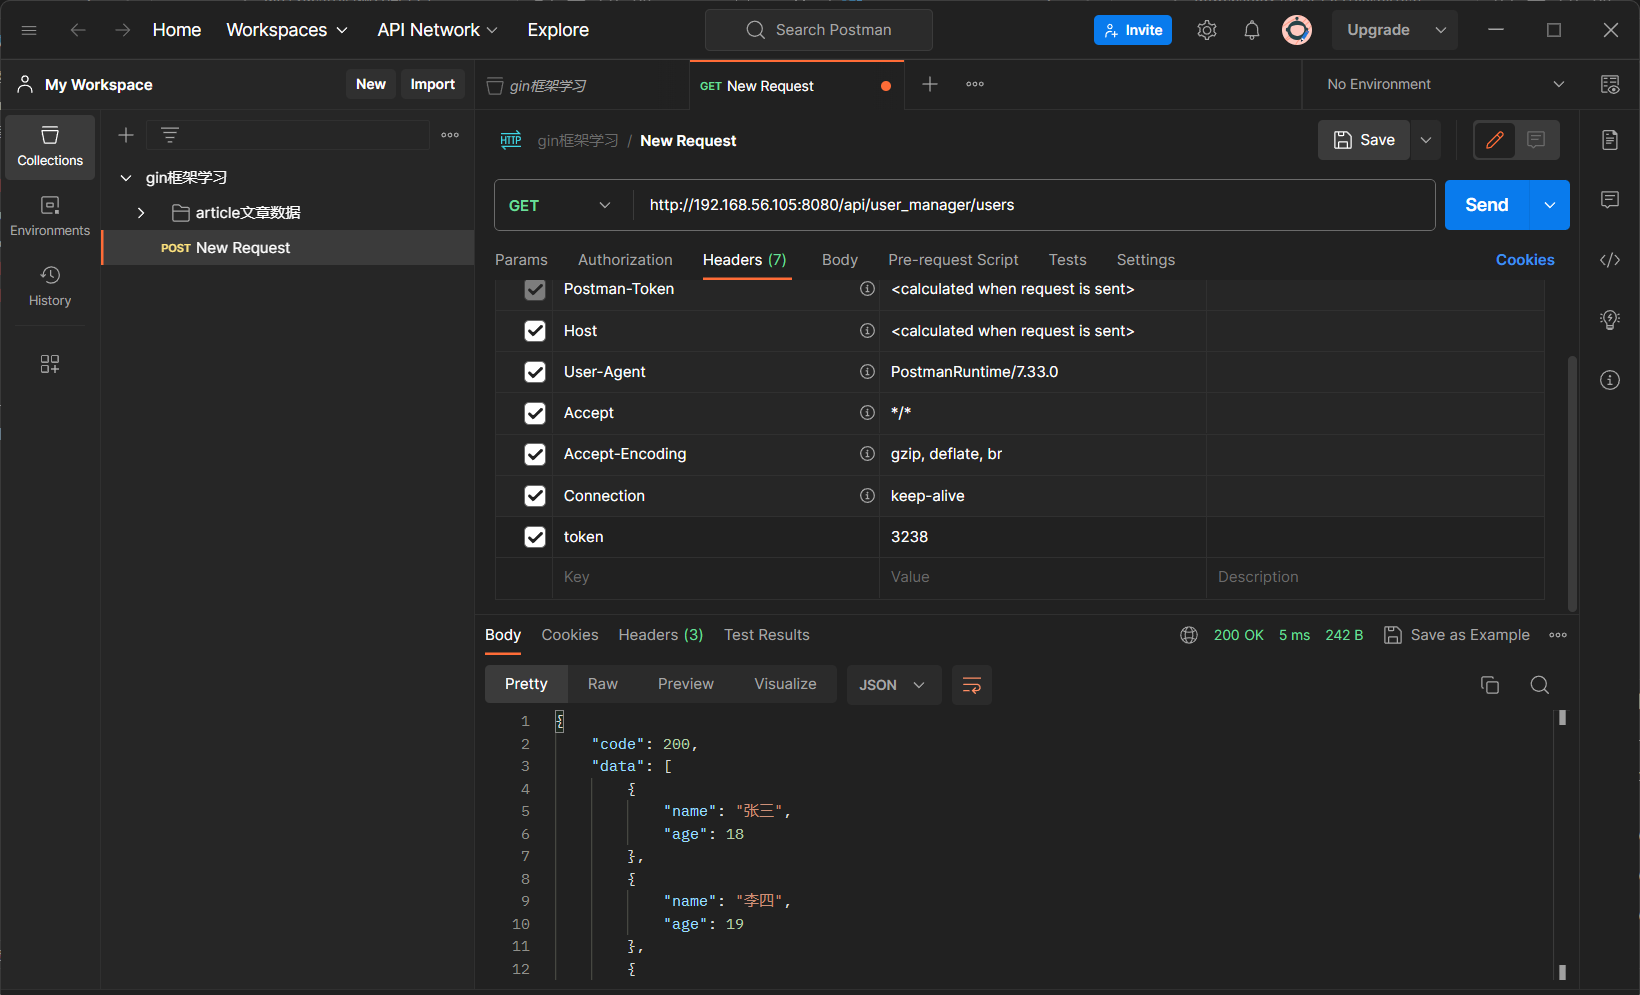 Home Workspaces API Network Explore Search Postman Invite Upgrade
My Workspace New Import gin框架学习 GET New Request No Environment
Collections
Environments
History
gin框架学习
article文章数据
POST New Request
HTTP gin框架学习 / New Request Save
GET http://192.168.56.105:8080/api/user_manager/users Send
Params Authorization Headers (7) Body Pre-request Script Tests Settings Cookies
Postman-Token <calculated when request is sent>
Host <calculated when request is sent>
User-Agent PostmanRuntime/7.33.0
Accept */*
Accept-Encoding gzip, deflate, br
Connection keep-alive
token 3238
Key Value Description
Body Cookies Headers (3) Test Results 200 OK 5 ms 242 B Save as Example
Pretty Raw Preview Visualize JSON
1 {
2 "code": 200,
3 "data": [
4 {
5 "name": "张三",
6 "age": 18
7 },
8 {
9 "name": "李四",
10 "age": 19
11 },
12 {